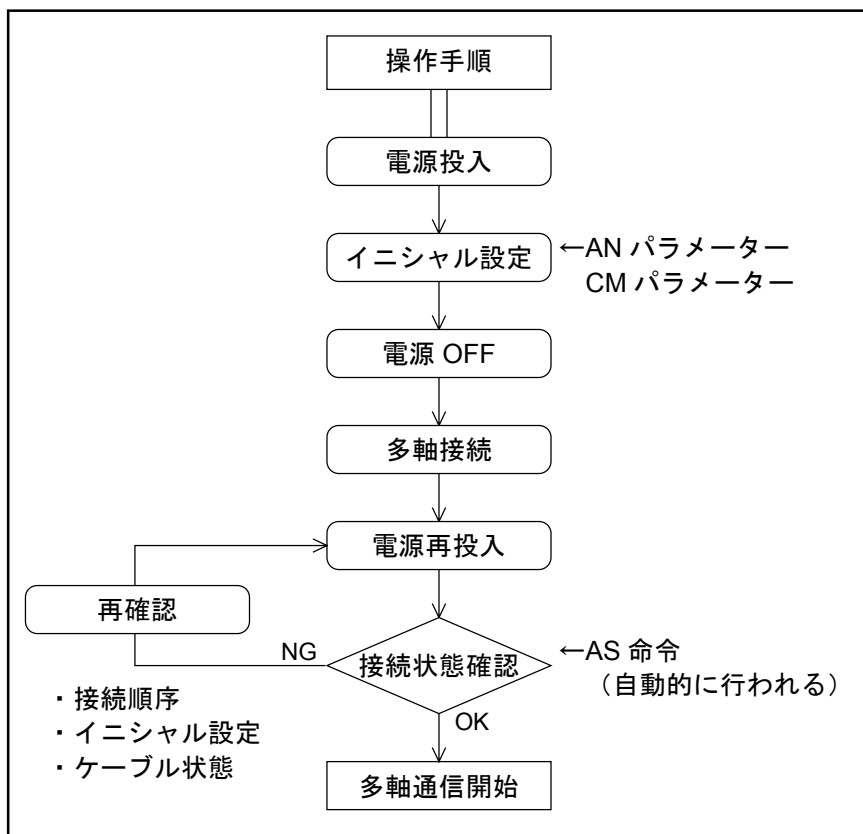 操作手順
電源投入
イニシャル設定
←AN パラメーター
CM パラメーター
電源 OFF
多軸接続
電源再投入
再確認
NG
接続状態確認
←AS 命令
（自動的に行われる）
・接続順序
・イニシャル設定
・ケーブル状態
OK
多軸通信開始